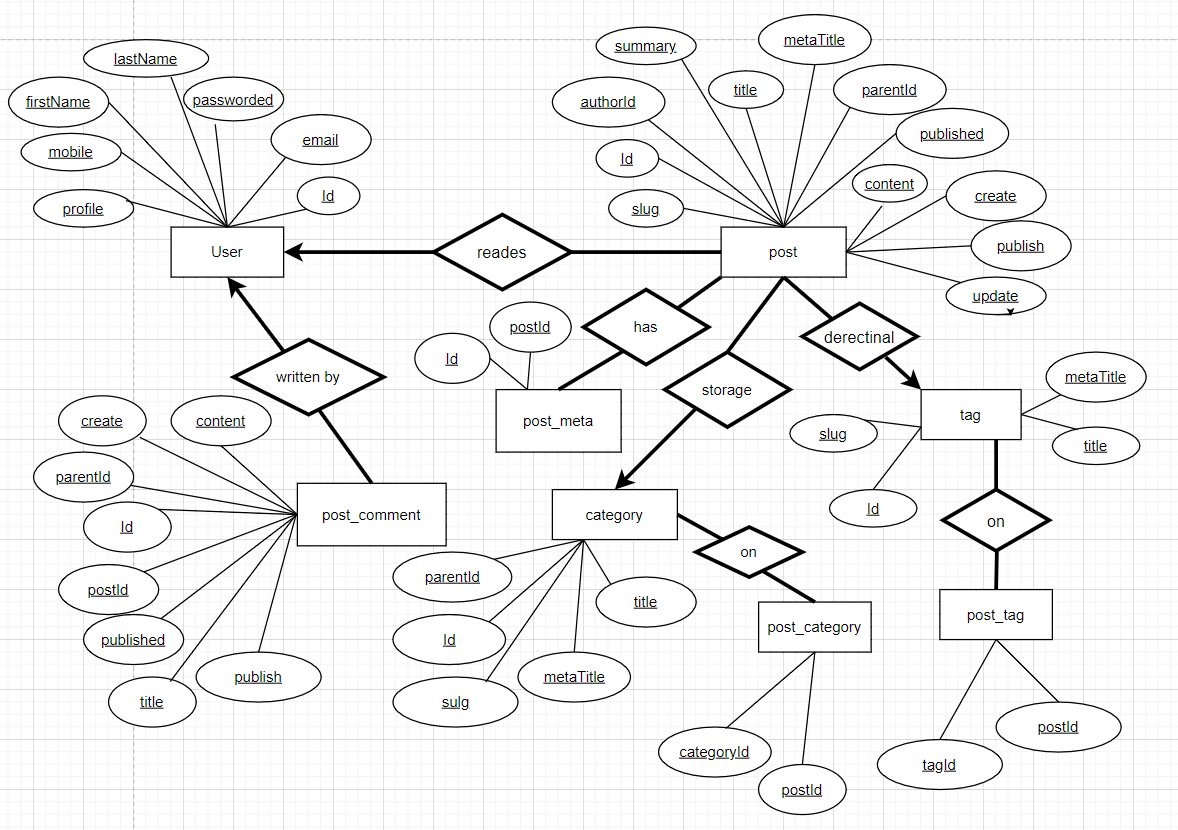 lastName
firstName
passworded
email
mobile
Id
profile
User
reades
summary
metaTitle
title
authorId
parentId
published
Id
content
slug
create
publish
update
post
has
derectinal
postId
Id
storage
post_meta
written by
create
content
parentId
Id
post_comment
postId
published
title
publish
category
parentId
title
Id
metaTitle
sulg
on
post_category
categoryId
postId
metaTitle
tag
slug
title
Id
on
post_tag
postId
tagId